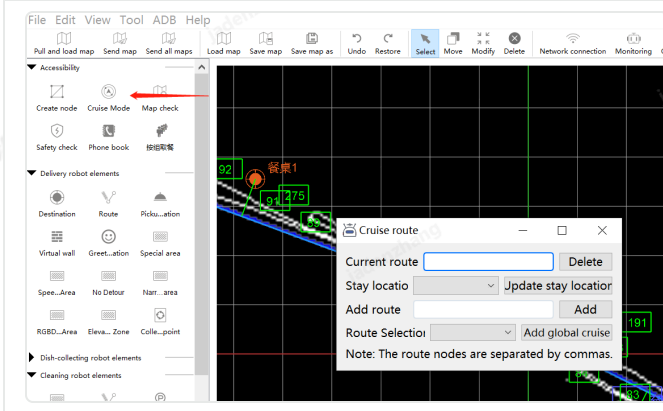 File Edit View Tool ADB Help
Pull and load map Send map Send all maps Load map Save map Save map as Undo Restore Select Move Modify Delete Network connection Monitoring
Accessibility
Create node Cruise Mode Map check
Safety check Phone book 按组取餐
Delivery robot elements
Destination Route Picku...ation
Virtual wall Greet...ation Special area
Spee...Area No Detour Narr...area
RGBD...Area Eleva... Zone Colle...point
Dish-collecting robot elements
Cleaning robot elements
92
餐桌1
91
275
Cruise route
Current route Delete
Stay locatio Update stay location
Add route Add
Route Selection Add global cruise
Note: The route nodes are separated by commas.
191